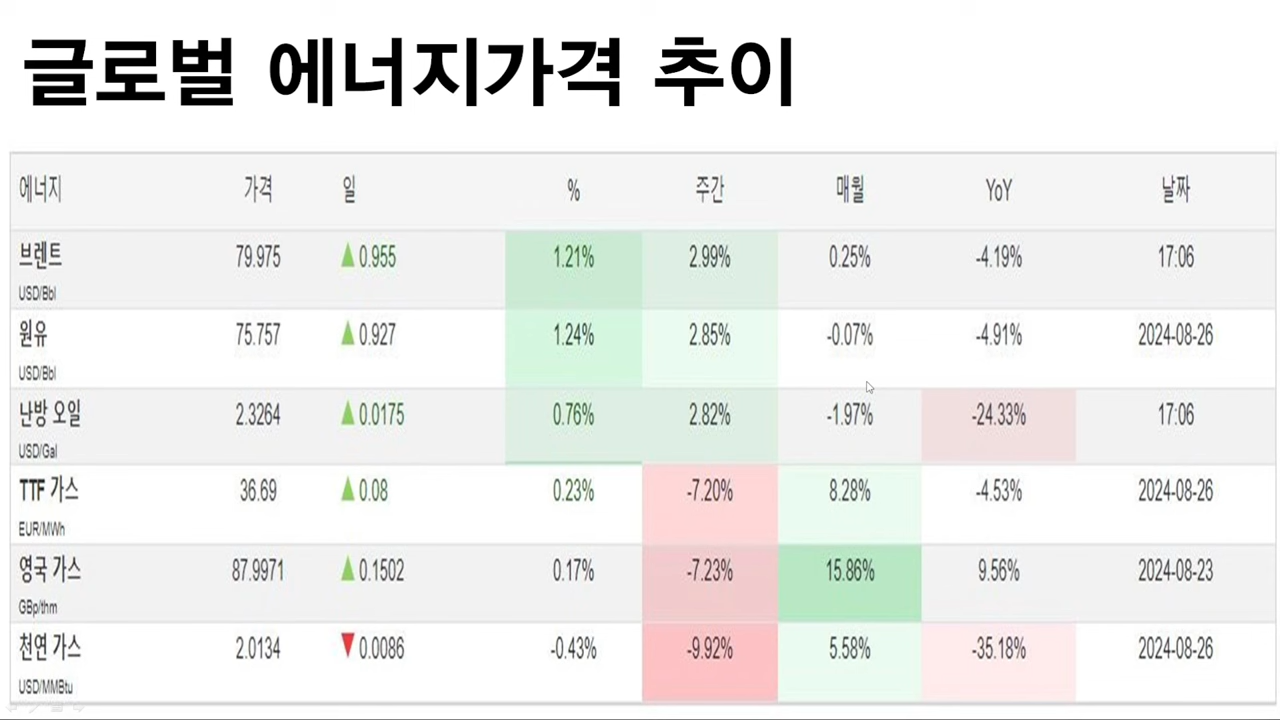 글로벌 에너지가격 추이
에너지 가격 일 % 주간 매월 YoY 날짜
브렌트 79.975 ▲ 0.955 1.21% 2.99% 0.25% -4.19% 17:06
USD/Bbl
원유 75.757 ▲ 0.927 1.24% 2.85% -0.07% -4.91% 2024-08-26
USD/Bbl
난방 오일 2.3264 ▲ 0.0175 0.76% 2.82% -1.97% -24.33% 17:06
USD/Gal
TTF 가스 36.69 ▲ 0.08 0.23% -7.20% 8.28% -4.53% 2024-08-26
EUR/MWh
영국 가스 87.9971 ▲ 0.1502 0.17% -7.23% 15.86% 9.56% 2024-08-23
GBp/thm
천연 가스 2.0134 ▼ 0.0086 -0.43% -9.92% 5.58% -35.18% 2024-08-26
USD/MMBtu